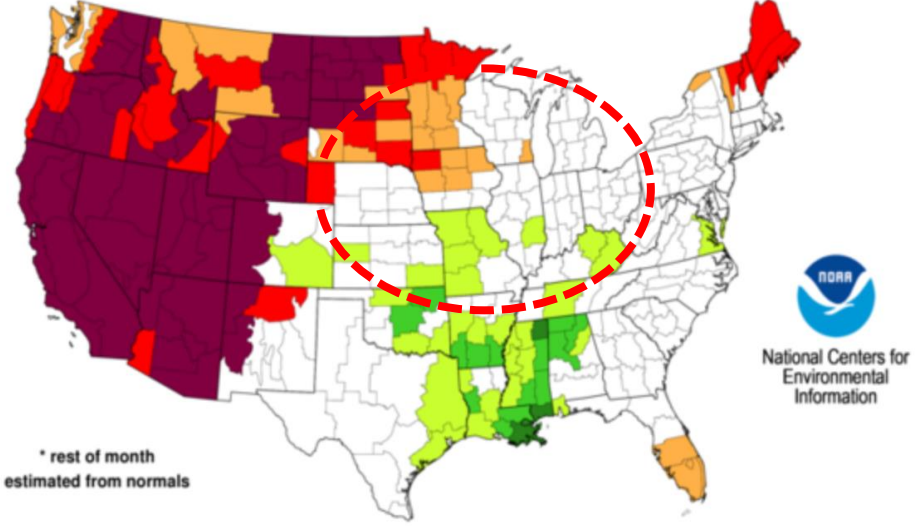 NOAA
National Centers for
Environmental
Information
* rest of month
estimated from normals